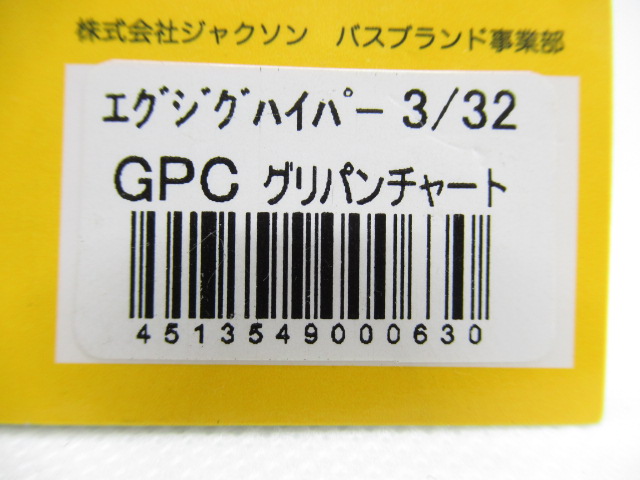 株式会社ジャクソン　バスブランド事業部
ｴｸﾞｼﾞｸﾞﾊｲﾊﾟｰ 3/32
GPC グリパンチャート
4513549000630